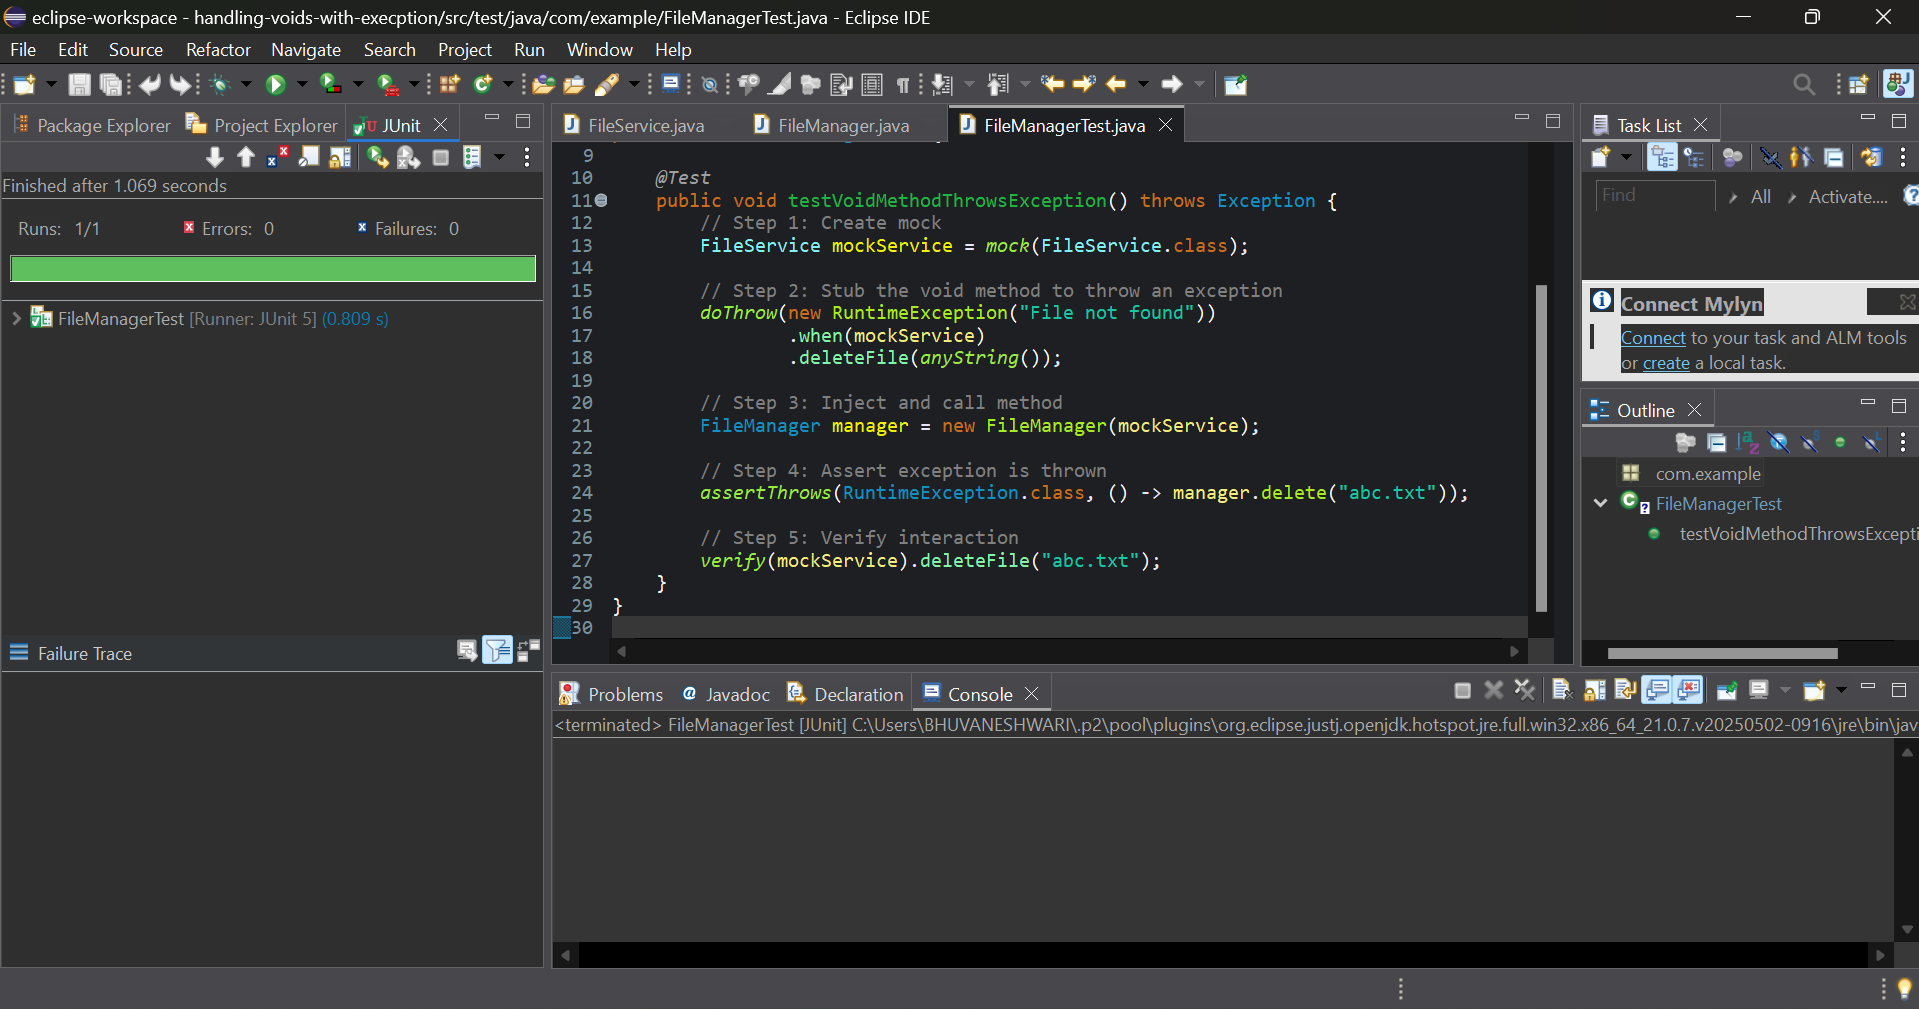 eclipse-workspace - handling-voids-with-execption/src/test/java/com/example/FileManagerTest.java - Eclipse IDE
File Edit Source Refactor Navigate Search Project Run Window Help
Package Explorer Project Explorer JUnit
Finished after 1.069 seconds
Runs: 1/1 Errors: 0 Failures: 0
FileManagerTest [Runner: JUnit 5] (0.809 s)
Failure Trace
FileService.java FileManager.java FileManagerTest.java
9
10 @Test
11 public void testVoidMethodThrowsException() throws Exception {
12 // Step 1: Create mock
13 FileService mockService = mock(FileService.class);
14
15 // Step 2: Stub the void method to throw an exception
16 doThrow(new RuntimeException("File not found"))
17 .when(mockService)
18 .deleteFile(anyString());
19
20 // Step 3: Inject and call method
21 FileManager manager = new FileManager(mockService);
22
23 // Step 4: Assert exception is thrown
24 assertThrows(RuntimeException.class, () -> manager.delete("abc.txt"));
25
26 // Step 5: Verify interaction
27 verify(mockService).deleteFile("abc.txt");
28 }
29 }
30
Task List
Find All Activate....
Connect Mylyn
Connect to your task and ALM tools
or create a local task.
Outline
com.example
FileManagerTest
testVoidMethodThrowsExcepti
Problems Javadoc Declaration Console
<terminated> FileManagerTest [JUnit] C:\Users\BHUVANESHWARI\.p2\pool\plugins\org.eclipse.justj.openjdk.hotspot.jre.full.win32.x86_64_21.0.7.v20250502-0916\jre\bin\jav